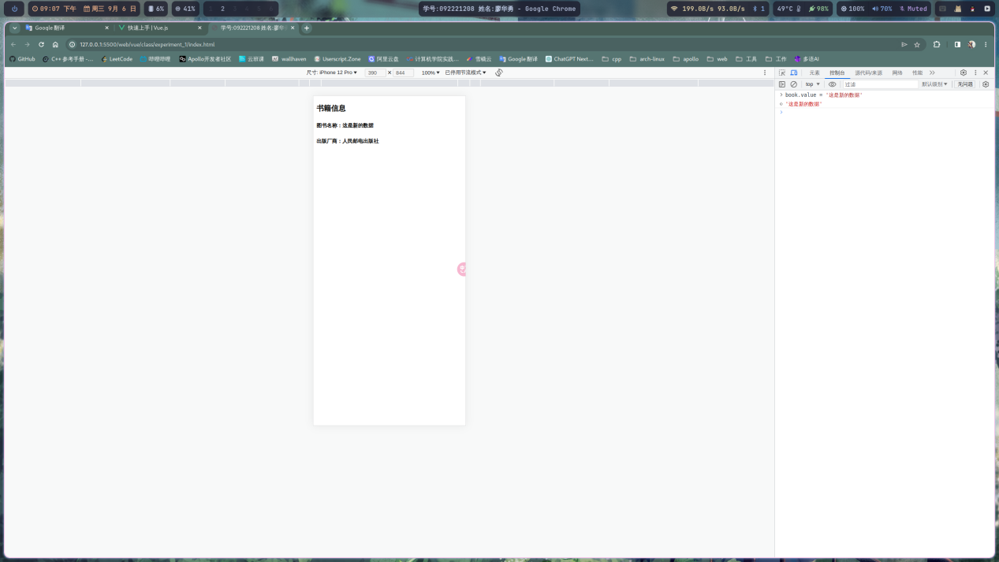 09:07 下午 周三 9月 6 日 6% 41% 2
学号:092221208 姓名:廖华勇 - Google Chrome
199.0B/s 93.0B/s 1 49°C 98% 100% 70% Muted
Google 翻译 快速上手 | Vue.js 学号:092221208 姓名:廖华
127.0.0.1:5500/web/vue/class/experiment_1/index.html
GitHub C++ 参考手册 -... LeetCode 哔哩哔哩 Apollo开发者社区 云班课 wallhaven Userscript.Zone 阿里云盘 计算机学院实践... 雪橇云 Google 翻译 ChatGPT Next... cpp arch-linux apollo web 工具 工作 多语AI
尺寸: iPhone 12 Pro ▼ 390 × 844 100% ▼ 已停用节流模式 ▼
元素 控制台 源代码/来源 网络 性能
top ▼ 过滤 默认级别 ▼ 无问题
book.value = '这是新的数据'
'这是新的数据'
书籍信息
图书名称：这是新的数据
出版厂商：人民邮电出版社